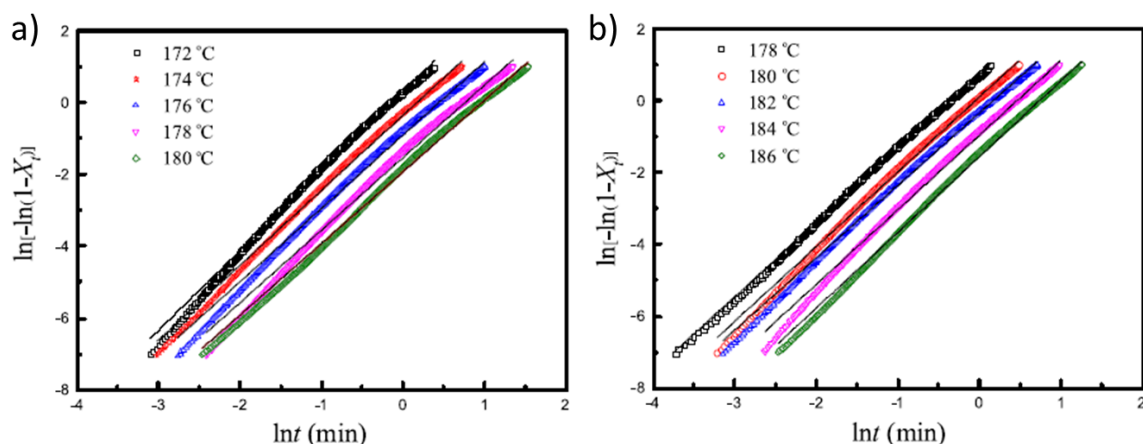 a)
2
0
-2
-4
-6
-8
ln[-ln(1-Xt)]
172 °C
174 °C
176 °C
178 °C
180 °C
-4
-3
-2
-1
0
1
2
lnt (min)
b)
2
0
-2
-4
-6
-8
ln[-ln(1-Xt)]
178 °C
180 °C
182 °C
184 °C
186 °C
-4
-3
-2
-1
0
1
2
lnt (min)